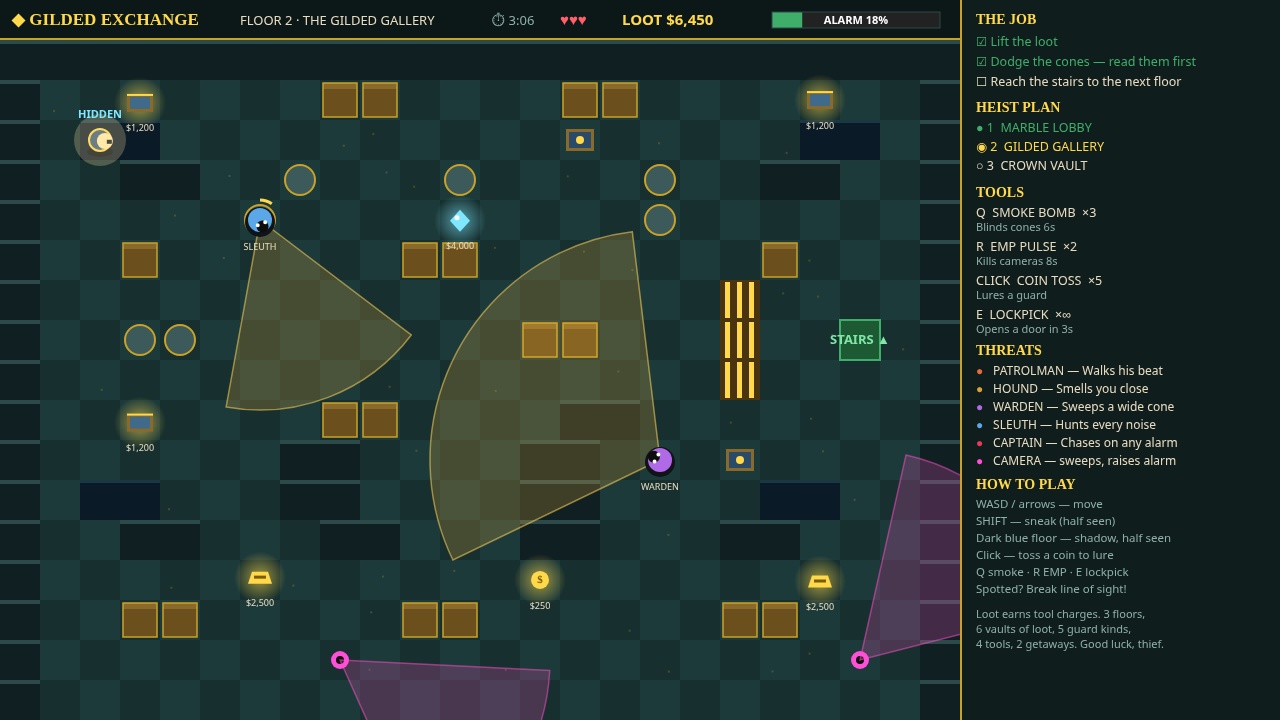 ◆ GILDED EXCHANGE
FLOOR 2 · THE GILDED GALLERY
⏱ 3:06
♥♥♥
LOOT $6,450
ALARM 18%
HIDDEN
$1,200
$1,200
SLEUTH
$4,000
STAIRS ▲
$1,200
WARDEN
$2,500
$
$250
$2,500
THE JOB
☑ Lift the loot
☑ Dodge the cones — read them first
☐ Reach the stairs to the next floor
HEIST PLAN
● 1 MARBLE LOBBY
◉ 2 GILDED GALLERY
○ 3 CROWN VAULT
TOOLS
Q SMOKE BOMB ×3
Blinds cones 6s
R EMP PULSE ×2
Kills cameras 8s
CLICK COIN TOSS ×5
Lures a guard
E LOCKPICK ×∞
Opens a door in 3s
THREATS
● PATROLMAN — Walks his beat
● HOUND — Smells you close
● WARDEN — Sweeps a wide cone
● SLEUTH — Hunts every noise
● CAPTAIN — Chases on any alarm
● CAMERA — sweeps, raises alarm
HOW TO PLAY
WASD / arrows — move
SHIFT — sneak (half seen)
Dark blue floor — shadow, half seen
Click — toss a coin to lure
Q smoke · R EMP · E lockpick
Spotted? Break line of sight!
Loot earns tool charges. 3 floors,
6 vaults of loot, 5 guard kinds,
4 tools, 2 getaways. Good luck, thief.